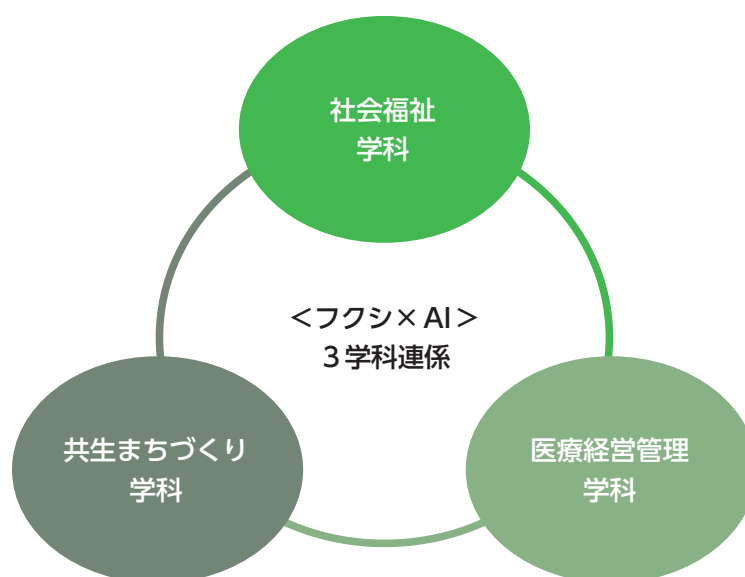 社会福祉
学科
＜フクシ×AI＞
３学科連係
共生まちづくり
学科
医療経営管理
学科